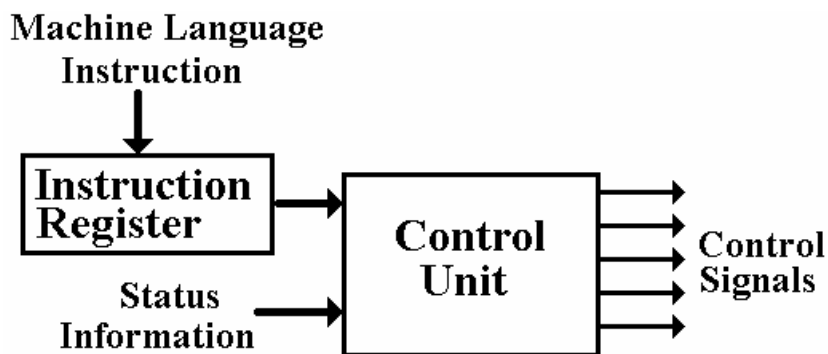 Machine Language
Instruction
Instruction
Register
Control
Unit
Control
Signals
Status
Information